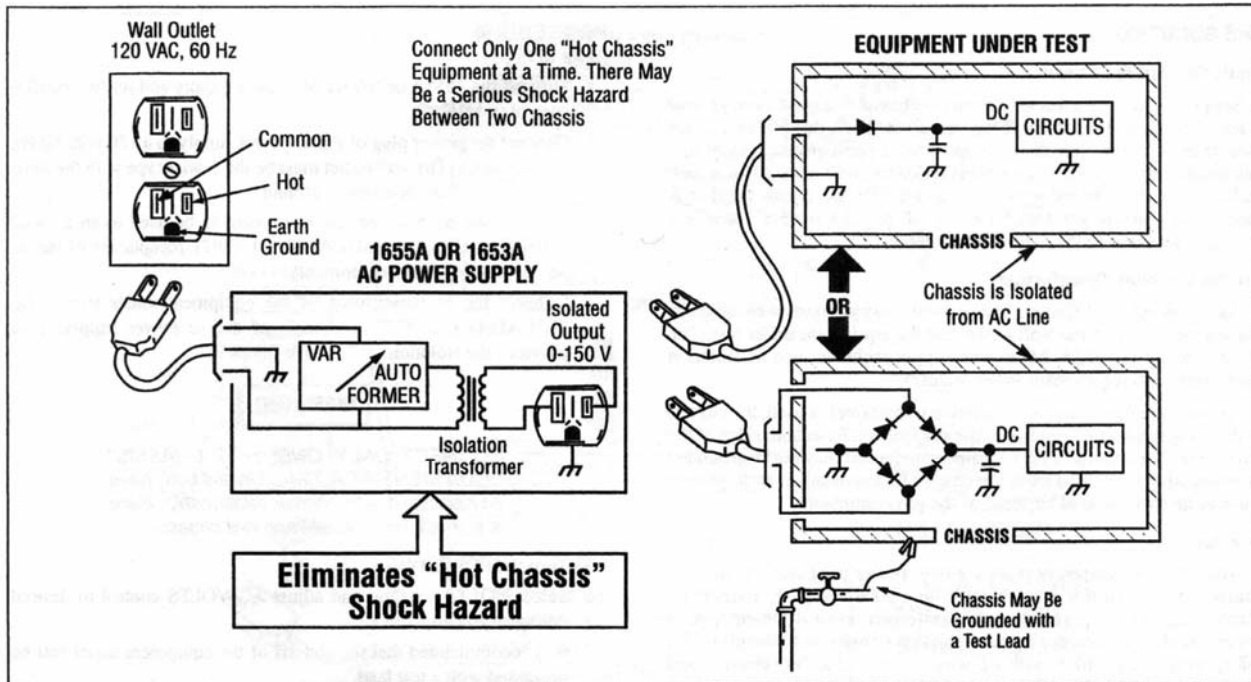 Wall Outlet
120 VAC, 60 Hz
Common
Hot
Earth
Ground
Connect Only One "Hot Chassis"
Equipment at a Time. There May
Be a Serious Shock Hazard
Between Two Chassis
1655A OR 1653A
AC POWER SUPPLY
VAR
AUTO
FORMER
Isolation
Transformer
Isolated
Output
0-150 V
Eliminates "Hot Chassis"
Shock Hazard
EQUIPMENT UNDER TEST
DC
CIRCUITS
CHASSIS
OR
Chassis Is Isolated
from AC Line
DC
CIRCUITS
CHASSIS
Chassis May Be
Grounded with
a Test Lead